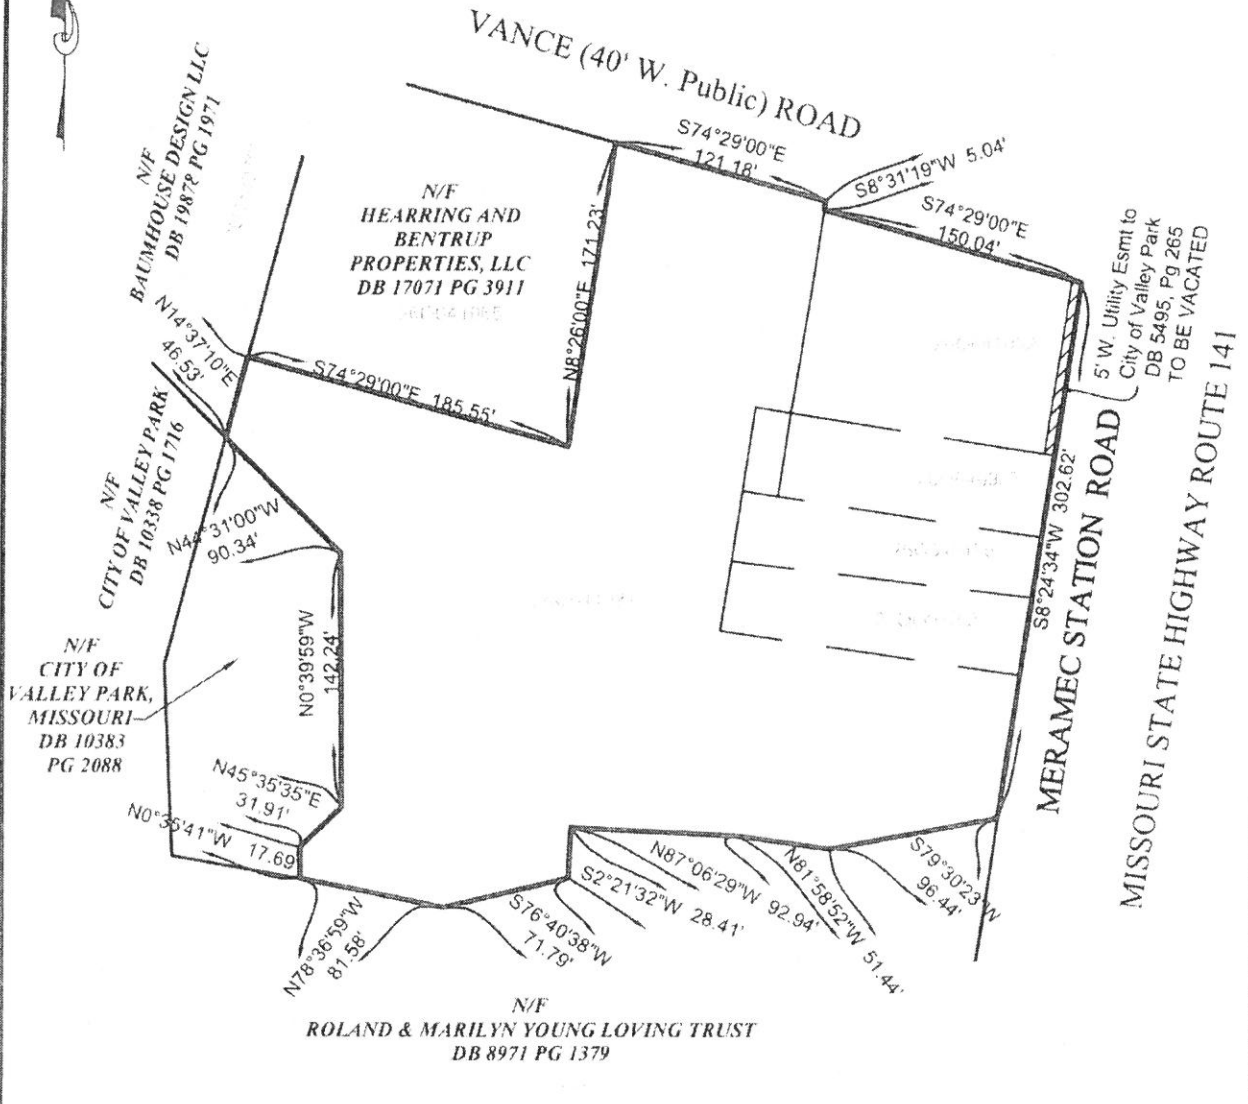 VANCE (40' W. Public) ROAD
S74°29'00"E
121.18'
S8°31'19"W 5.04'
S74°29'00"E
150.04'
5' W. Utility Esmt to
City of Valley Park
DB 5495, Pg 265
TO BE VACATED
N/F
BAUMHOUSE DESIGN LLC
DB 19878 PG 1971
N/F
HEARRING AND
BENTRUP
PROPERTIES, LLC
DB 17071 PG 3911
N8°26'00"E 171.23'
N14°37'10"E
46.53'
S74°29'00"E 185.55'
N/F
CITY OF VALLEY PARK
DB 10338 PG 1716
N44°31'00"W
90.34'
S8°24'34"W 302.62'
MERAMEC STATION ROAD
MISSOURI STATE HIGHWAY ROUTE 141
N/F
CITY OF
VALLEY PARK,
MISSOURI
DB 10383
PG 2088
N0°39'59"W
142.24'
N45°35'35"E
31.91'
N0°35'41"W
17.69
N78°36'59"W
81.58'
S76°40'38"W
71.79'
S2°21'32"W 28.41'
N87°06'29"W 92.94'
N81°58'52"W 51.44'
S79°30'23"W
96.44'
N/F
ROLAND & MARILYN YOUNG LOVING TRUST
DB 8971 PG 1379